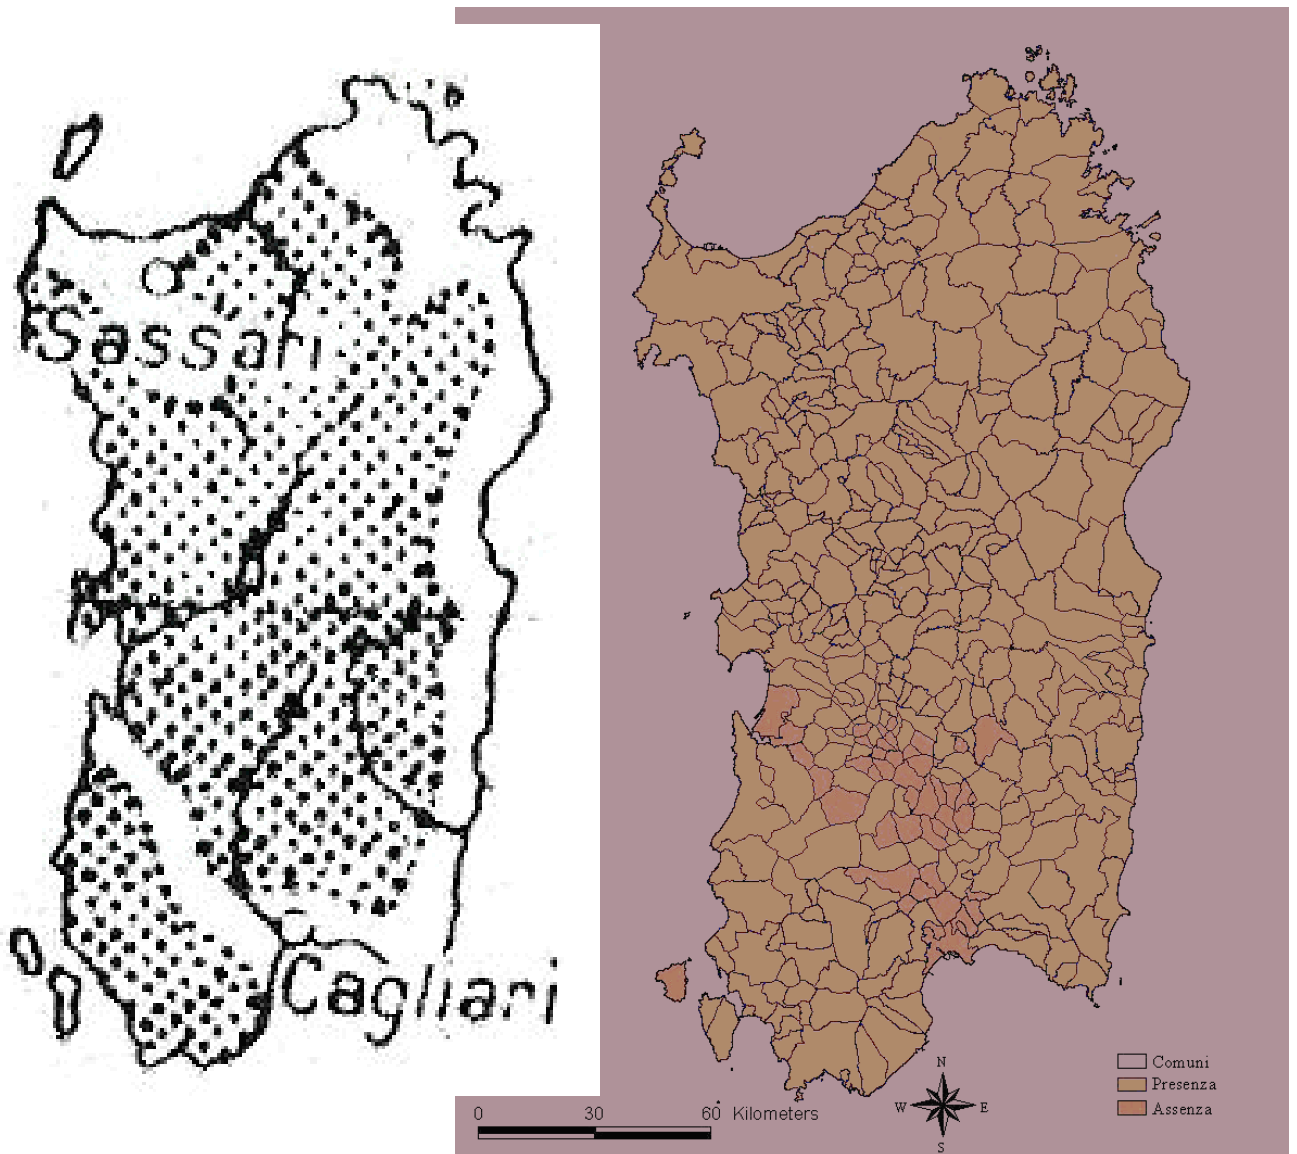 Sassari
Cagliari
Comuni
Presenza
Assenza
N
W E
S
0 30 60 Kilometers